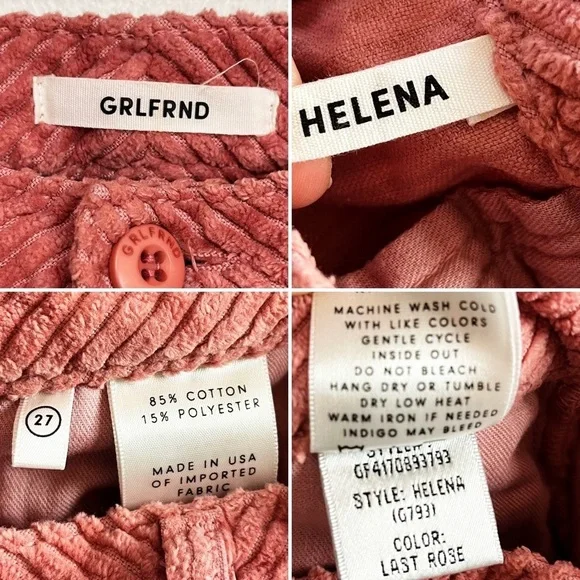 GRLFRND
GRLFRND
HELENA
27
85% COTTON
15% POLYESTER
MADE IN USA
OF IMPORTED
FABRIC
MACHINE WASH COLD
WITH LIKE COLORS
GENTLE CYCLE
INSIDE OUT
DO NOT BLEACH
HANG DRY OR TUMBLE
DRY LOW HEAT
WARM IRON IF NEEDED
INDIGO MAY BLEED
GF4170893793
STYLE: HELENA
(G793)
COLOR:
LAST ROSE